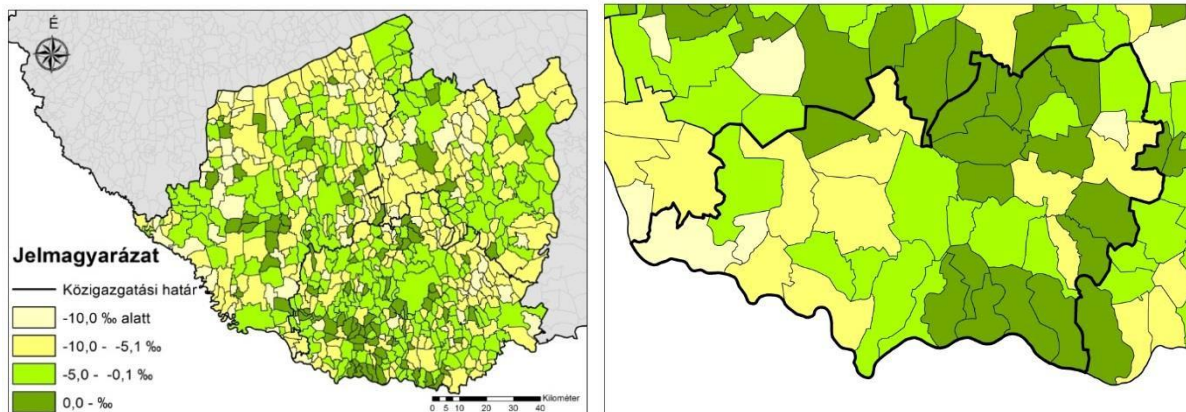 É
Jelmagyarázat
Közigazgatási határ
-10,0 ‰ alatt
-10,0 - -5,1 ‰
-5,0 - -0,1 ‰
0,0 - ‰
Kilométer
0 5 10 20 30 40